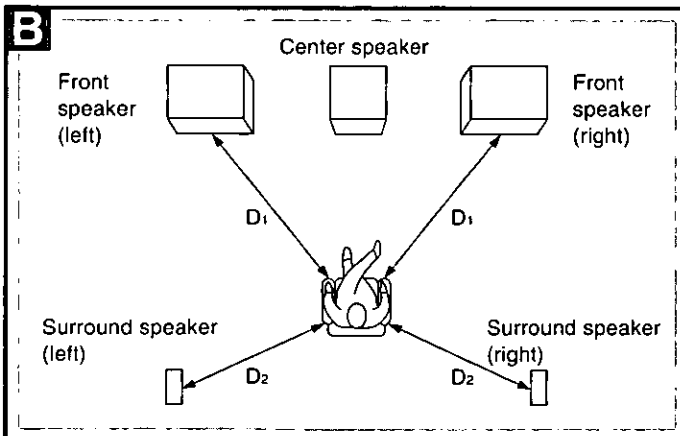 B
Center speaker
Front
speaker
(left)
Front
speaker
(right)
D1
D1
Surround speaker
(left)
Surround speaker
(right)
D2
D2